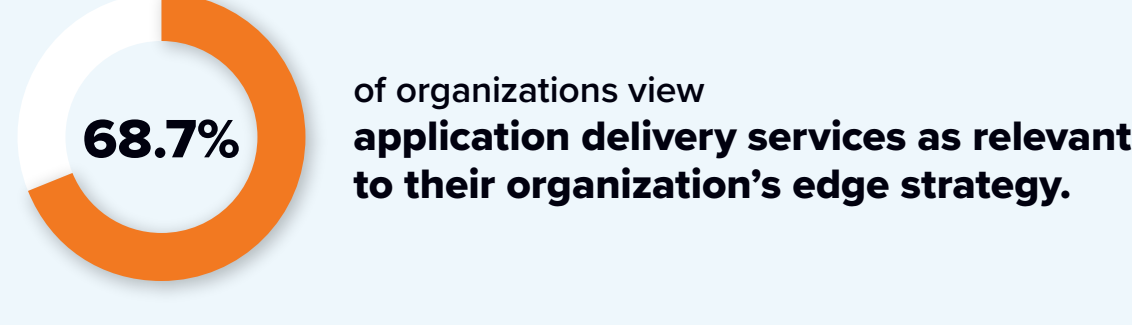 68.7%
of organizations view
application delivery services as relevant
to their organization’s edge strategy.